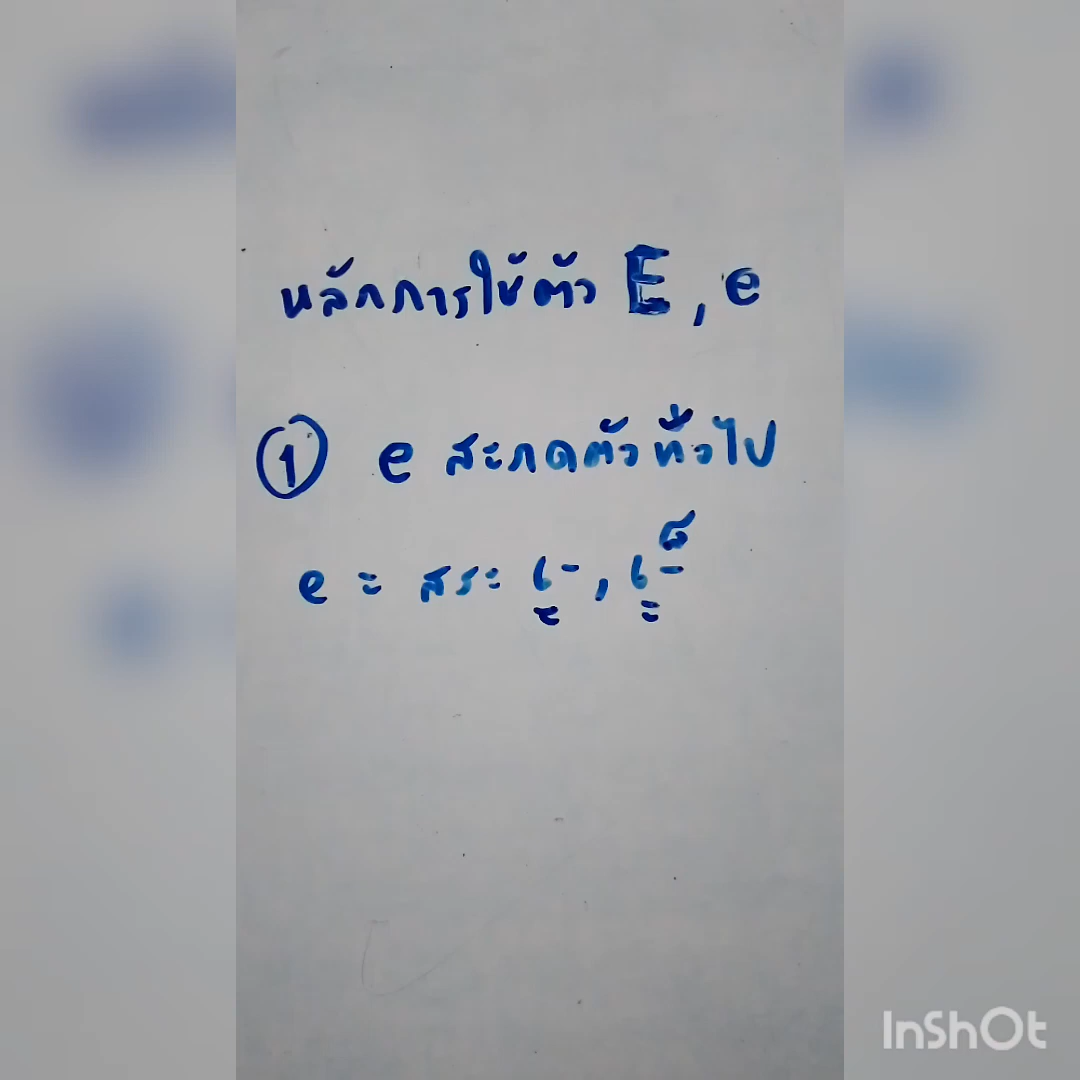 หลักการใช้ตัว E, e
① e สะกดตัวทั่วไป
e = สระ เ-, เ-็
InShOt